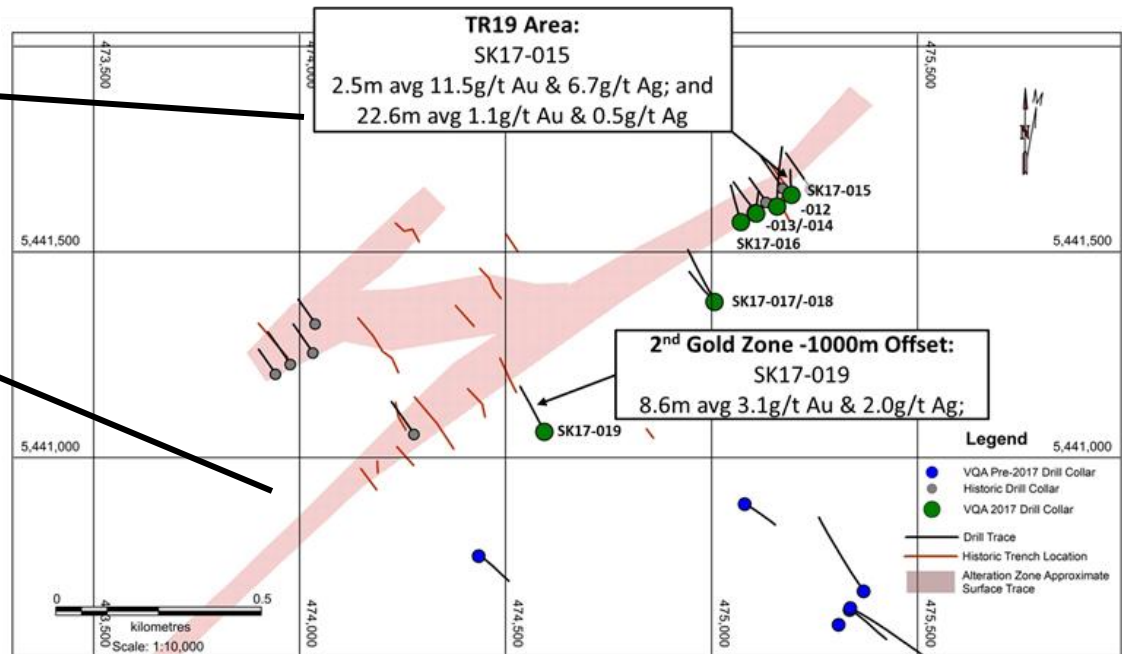 TR19 Area:
SK17-015
2.5m avg 11.5g/t Au & 6.7g/t Ag; and
22.6m avg 1.1g/t Au & 0.5g/t Ag
473,500
474,000
475,500
N
M
SK17-015
-012
-013/-014
SK17-016
5,441,500
5,441,500
SK17-017/-018
2nd Gold Zone -1000m Offset:
SK17-019
8.6m avg 3.1g/t Au & 2.0g/t Ag;
SK17-019
5,441,000
5,441,000
Legend
VQA Pre-2017 Drill Collar
Historic Drill Collar
VQA 2017 Drill Collar
Drill Trace
Historic Trench Location
Alteration Zone Approximate
Surface Trace
0 0.5
kilometres
Scale: 1:10,000
473,500
474,000
474,500
475,000
475,500